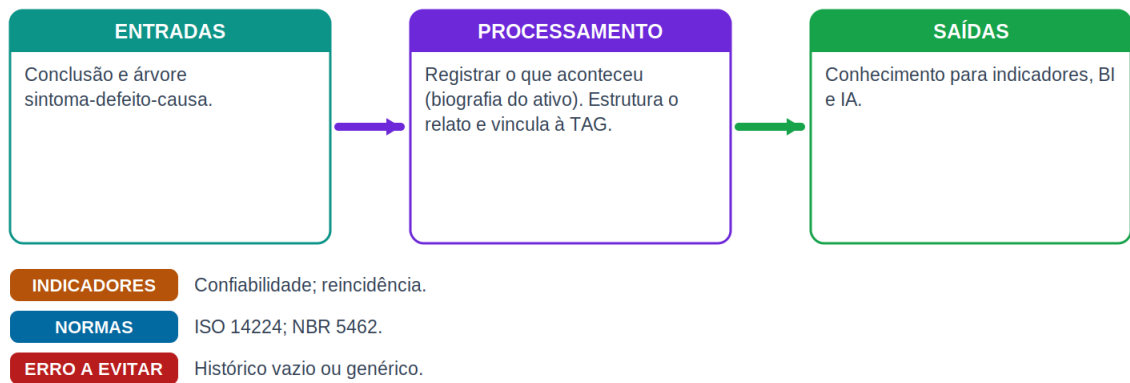 ENTRADAS
Conclusão e árvore
sintoma-defeito-causa.
PROCESSAMENTO
Registrar o que aconteceu
(biografia do ativo). Estrutura o
relato e vincula à TAG.
SAÍDAS
Conhecimento para indicadores, BI
e IA.
INDICADORES
Confiabilidade; reincidência.
NORMAS
ISO 14224; NBR 5462.
ERRO A EVITAR
Histórico vazio ou genérico.